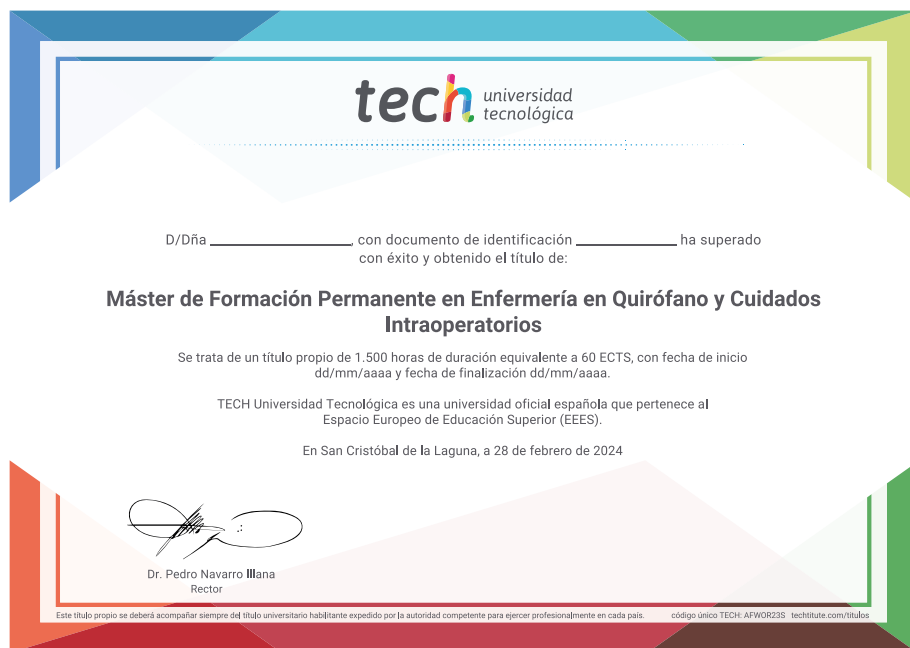 tech universidad
tecnológica
D/Dña ______________, con documento de identificación __________ ha superado
con éxito y obtenido el título de:
Máster de Formación Permanente en Enfermería en Quirófano y Cuidados
Intraoperatorios
Se trata de un título propio de 1.500 horas de duración equivalente a 60 ECTS, con fecha de inicio
dd/mm/aaaa y fecha de finalización dd/mm/aaaa.
TECH Universidad Tecnológica es una universidad oficial española que pertenece al
Espacio Europeo de Educación Superior (EEES).
En San Cristóbal de la Laguna, a 28 de febrero de 2024
Dr. Pedro Navarro Illana
Rector
Este título propio se deberá acompañar siempre del título universitario habilitante expedido por la autoridad competente para ejercer profesionalmente en cada país. código único TECH: AFWOR23S techtitute.com/titulos